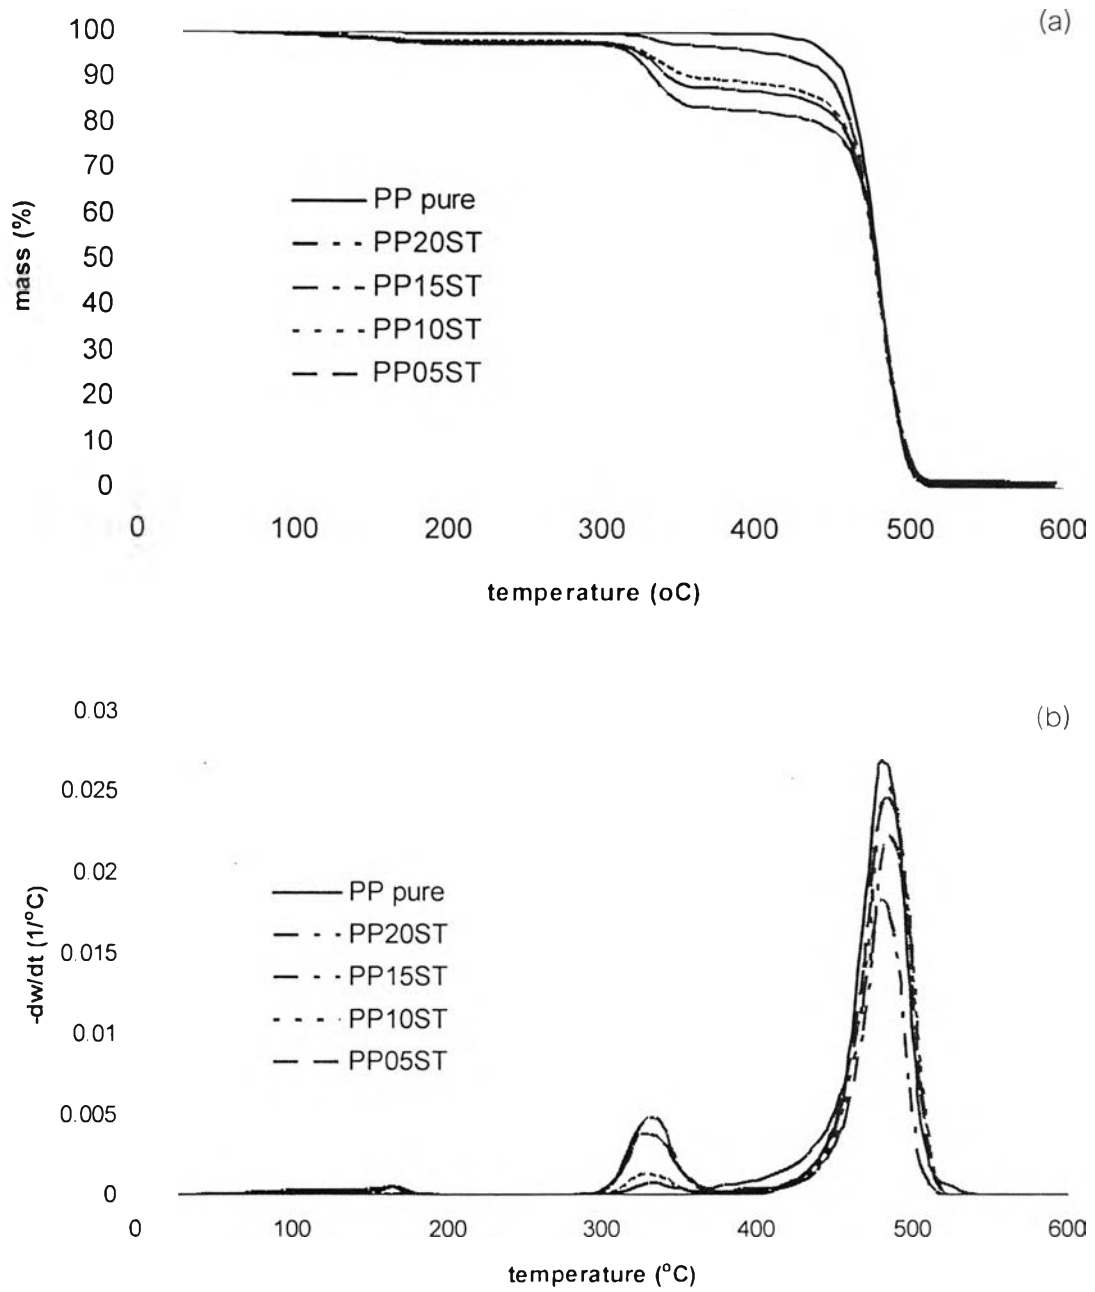 (a)
100
90
80
70
60
50
40
30
20
10
0
mass (%)
PP pure
PP20ST
PP15ST
PP10ST
PP05ST
0 100 200 300 400 500 600
temperature (oC)
(b)
0.03
0.025
0.02
0.015
0.01
0.005
0
-dw/dt (1/°C)
PP pure
PP20ST
PP15ST
PP10ST
PP05ST
0 100 200 300 400 500 600
temperature (°C)